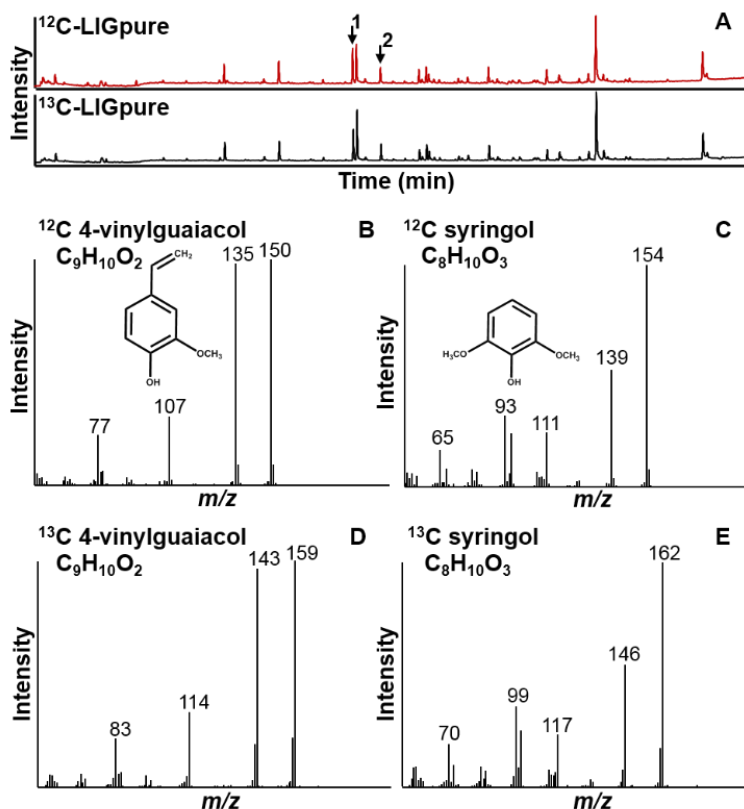 ¹²C-LIGpure
A
1
2
¹³C-LIGpure
Intensity
Time (min)
¹²C 4-vinylguaiacol
B
C₉H₁₀O₂
CH₂
OCH₃
OH
135
150
107
77
Intensity
m/z
¹²C syringol
C
C₈H₁₀O₃
H₃CO
OCH₃
OH
154
139
93
111
65
Intensity
m/z
¹³C 4-vinylguaiacol
D
C₉H₁₀O₂
143
159
114
83
Intensity
m/z
¹³C syringol
E
C₈H₁₀O₃
162
146
99
117
70
Intensity
m/z